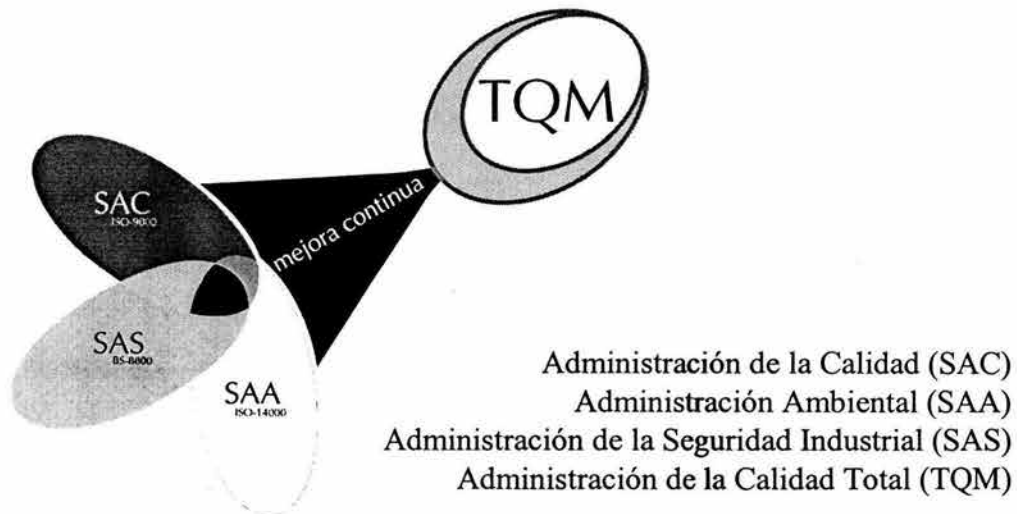 TQM
mejora continua
SAC
ISO-9000
SAS
BS-8800
SAA
ISO-14000
Administración de la Calidad (SAC)
Administración Ambiental (SAA)
Administración de la Seguridad Industrial (SAS)
Administración de la Calidad Total (TQM)